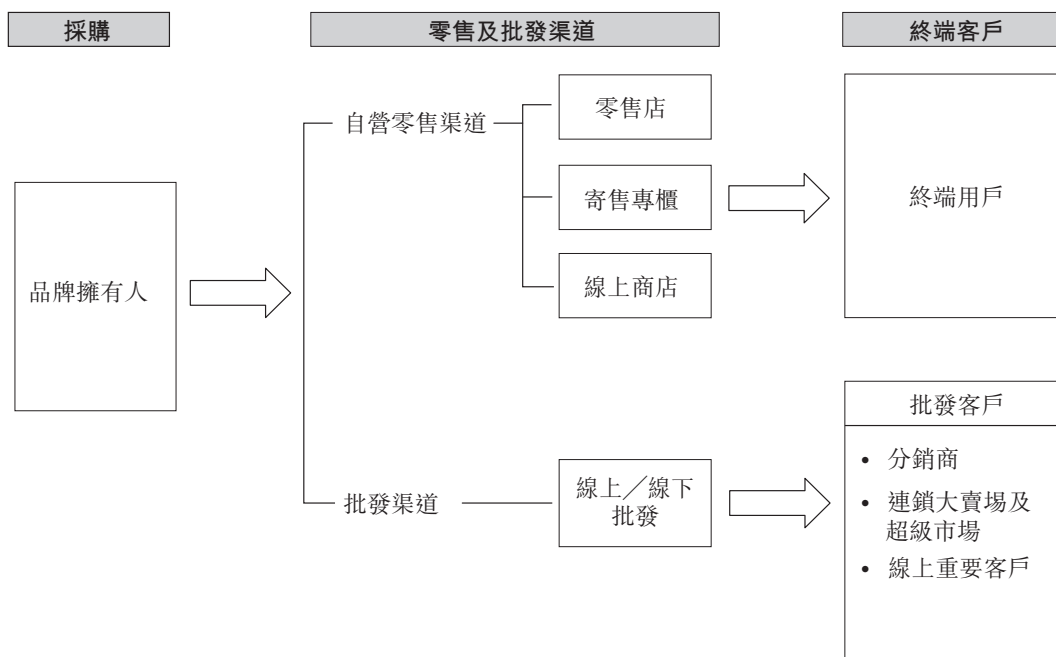 採購
零售及批發渠道
終端客戶
品牌擁有人
自營零售渠道
零售店
寄售專櫃
線上商店
終端用戶
批發渠道
線上／線下
批發
批發客戶
• 分銷商
• 連鎖大賣場及
超級市場
• 線上重要客戶